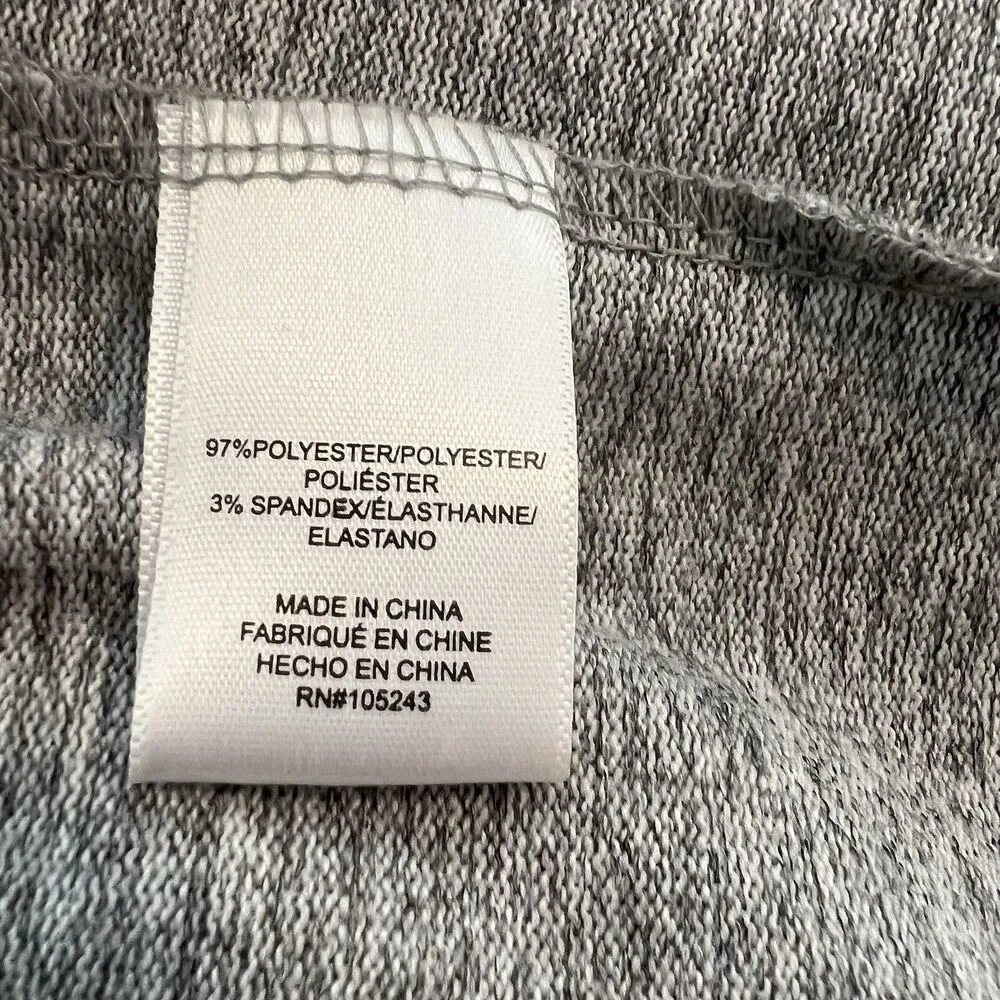 97%POLYESTER/POLYESTER/
POLIÉSTER
3% SPANDEX/ÉLASTHANNE/
ELASTANO
MADE IN CHINA
FABRIQUÉ EN CHINE
HECHO EN CHINA
RN#105243